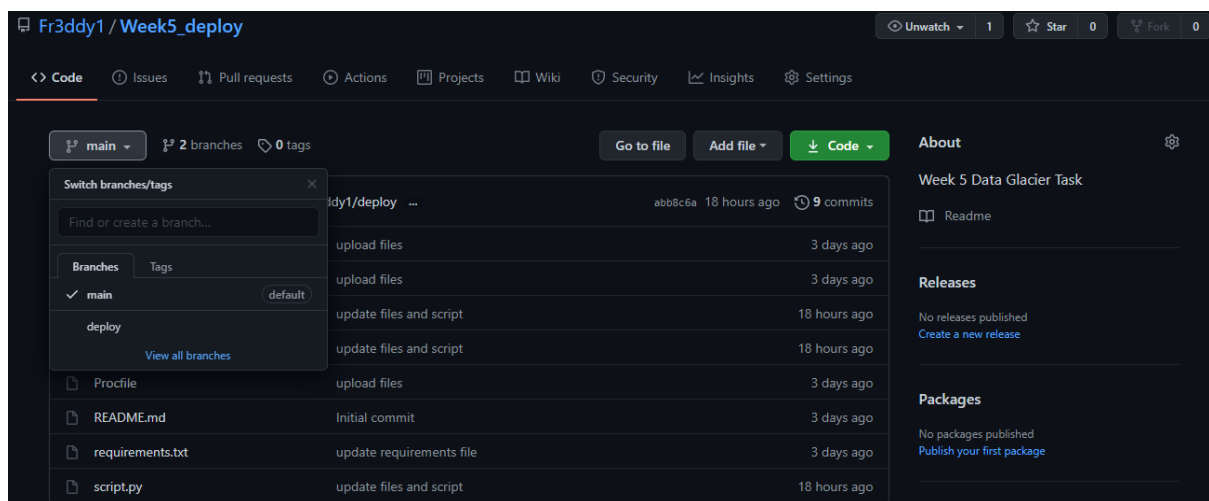 Fr3ddy1 / Week5_deploy
Unwatch 1 Star 0 Fork 0
<> Code Issues Pull requests Actions Projects Wiki Security Insights Settings
main 2 branches 0 tags Go to file Add file Code
Switch branches/tags
Find or create a branch...
Branches Tags
main default
deploy
View all branches
ddy1/deploy ... abb8c6a 18 hours ago 9 commits
upload files 3 days ago
upload files 3 days ago
update files and script 18 hours ago
update files and script 18 hours ago
Procfile upload files 3 days ago
README.md Initial commit 3 days ago
requirements.txt update requirements file 3 days ago
script.py update files and script 18 hours ago
About
Week 5 Data Glacier Task
Readme
Releases
No releases published
Create a new release
Packages
No packages published
Publish your first package